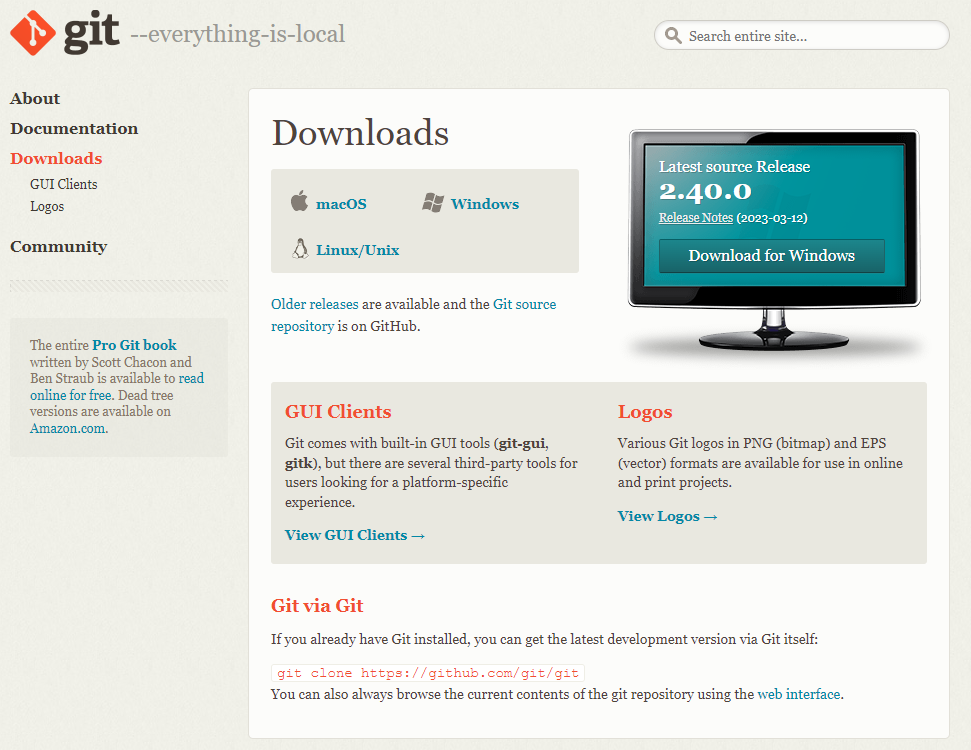 git --everything-is-local
Search entire site...
About
Documentation
Downloads
GUI Clients
Logos
Community
The entire Pro Git book
written by Scott Chacon and
Ben Straub is available to read
online for free. Dead tree
versions are available on
Amazon.com.
Downloads
macOS
Windows
Linux/Unix
Older releases are available and the Git source
repository is on GitHub.
Latest source Release
2.40.0
Release Notes (2023-03-12)
Download for Windows
GUI Clients
Git comes with built-in GUI tools (git-gui,
gitk), but there are several third-party tools for
users looking for a platform-specific
experience.
View GUI Clients →
Logos
Various Git logos in PNG (bitmap) and EPS
(vector) formats are available for use in online
and print projects.
View Logos →
Git via Git
If you already have Git installed, you can get the latest development version via Git itself:
git clone https://github.com/git/git
You can also always browse the current contents of the git repository using the web interface.